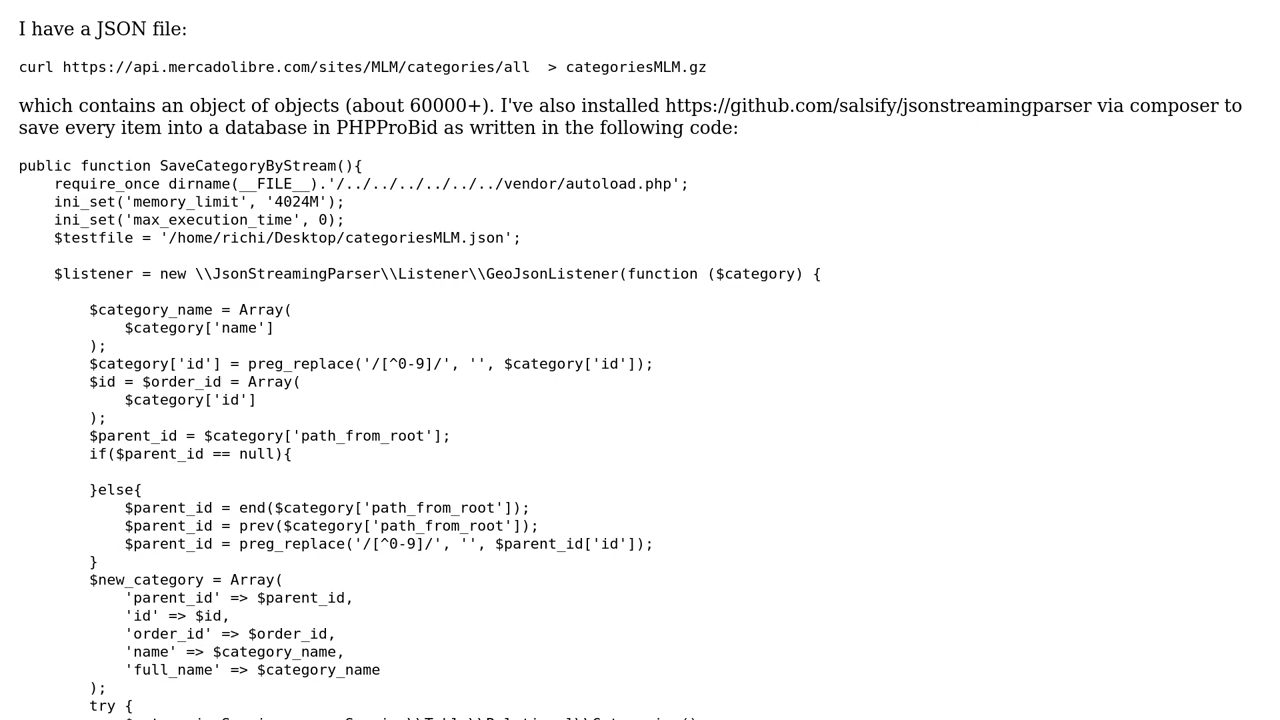 I have a JSON file:
curl https://api.mercadolibre.com/sites/MLM/categories/all  > categoriesMLM.gz
which contains an object of objects (about 60000+). I've also installed https://github.com/salsify/jsonstreamingparser via composer to
save every item into a database in PHPProBid as written in the following code:
public function SaveCategoryByStream(){
    require_once dirname(__FILE__).'/../../../../../../vendor/autoload.php';
    ini_set('memory_limit', '4024M');
    ini_set('max_execution_time', 0);
    $testfile = '/home/richi/Desktop/categoriesMLM.json';
    $listener = new \\JsonStreamingParser\\Listener\\GeoJsonListener(function ($category) {
        $category_name = Array(
            $category['name']
        );
        $category['id'] = preg_replace('/[^0-9]/', '', $category['id']);
        $id = $order_id = Array(
            $category['id']
        );
        $parent_id = $category['path_from_root'];
        if($parent_id == null){
        }else{
            $parent_id = end($category['path_from_root']);
            $parent_id = prev($category['path_from_root']);
            $parent_id = preg_replace('/[^0-9]/', '', $parent_id['id']);
        }
        $new_category = Array(
            'parent_id' => $parent_id,
            'id' => $id,
            'order_id' => $order_id,
            'name' => $category_name,
            'full_name' => $category_name
        );
        try {